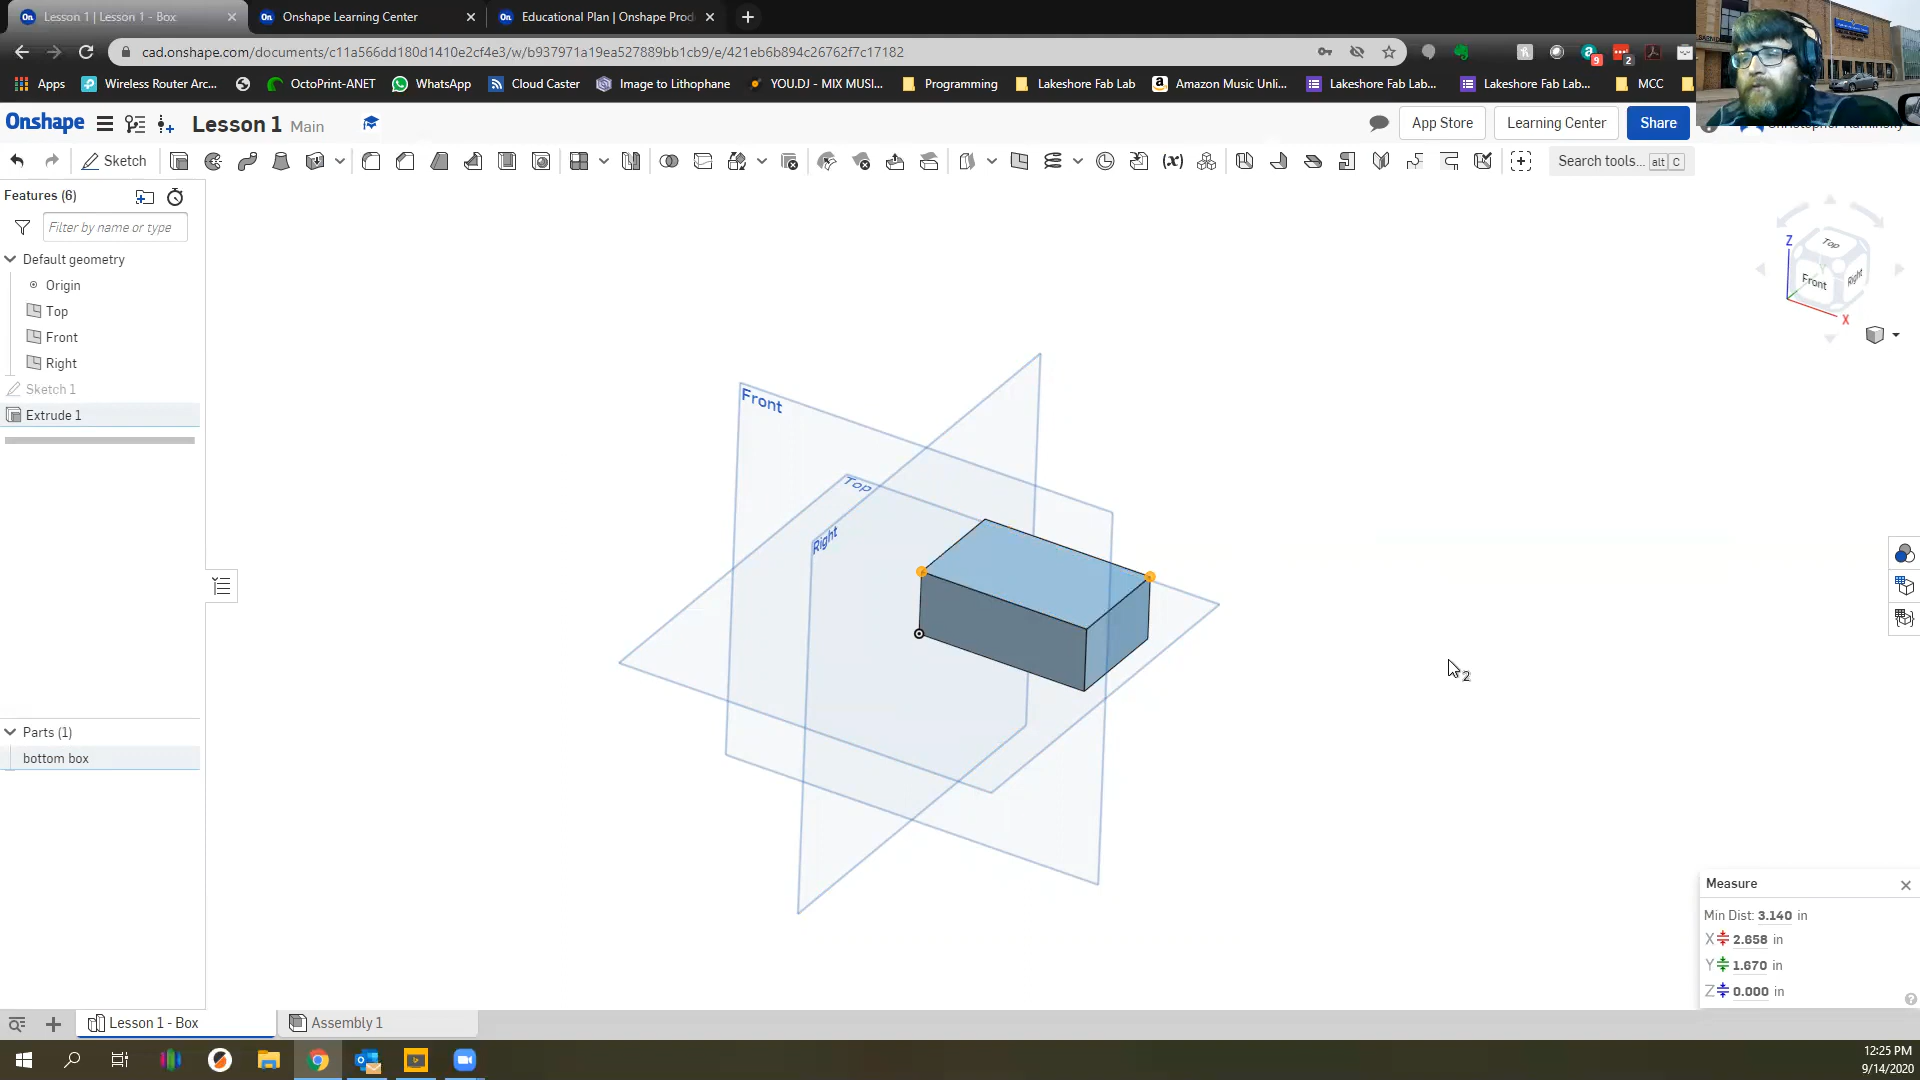 Lesson 1 | Lesson 1 - Box
Onshape Learning Center
Educational Plan | Onshape Prod
cad.onshape.com/documents/c11a566dd180d1410e2cf4e3/w/b937971a19ea527889bb1cb9/e/421eb6b894c26762f7c17182
Apps
Wireless Router Arc...
OctoPrint-ANET
WhatsApp
Cloud Caster
Image to Lithophane
YOU.DJ - MIX MUSI...
Programming
Lakeshore Fab Lab
Amazon Music Unli...
Lakeshore Fab Lab...
Lakeshore Fab Lab...
MCC
Onshape
Lesson 1 Main
App Store
Learning Center
Share
Sketch
Search tools... alt C
Features (6)
Filter by name or type
Default geometry
Origin
Top
Front
Right
Sketch 1
Extrude 1
Parts (1)
bottom box
Front
Top
Right
Z
Top
Front
Right
X
2
Measure
Min Dist: 3.140 in
X 2.658 in
Y 1.670 in
Z 0.000 in
Lesson 1 - Box
Assembly 1
12:25 PM
9/14/2020